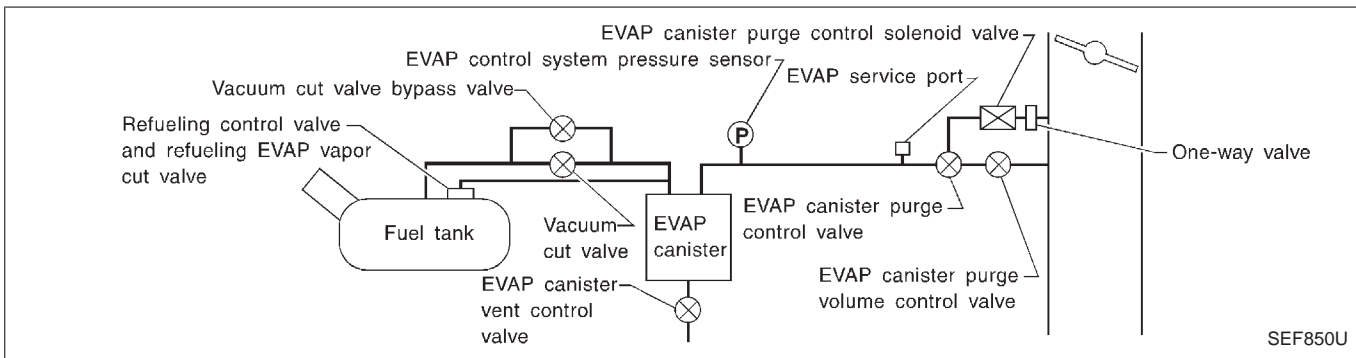 EVAP canister purge control solenoid valve
EVAP control system pressure sensor
EVAP service port
Vacuum cut valve bypass valve
Refueling control valve
and refueling EVAP vapor
cut valve
P
One-way valve
Fuel tank
Vacuum
cut valve
EVAP
canister
EVAP canister purge
control valve
EVAP canister
vent control
valve
EVAP canister purge
volume control valve
SEF850U